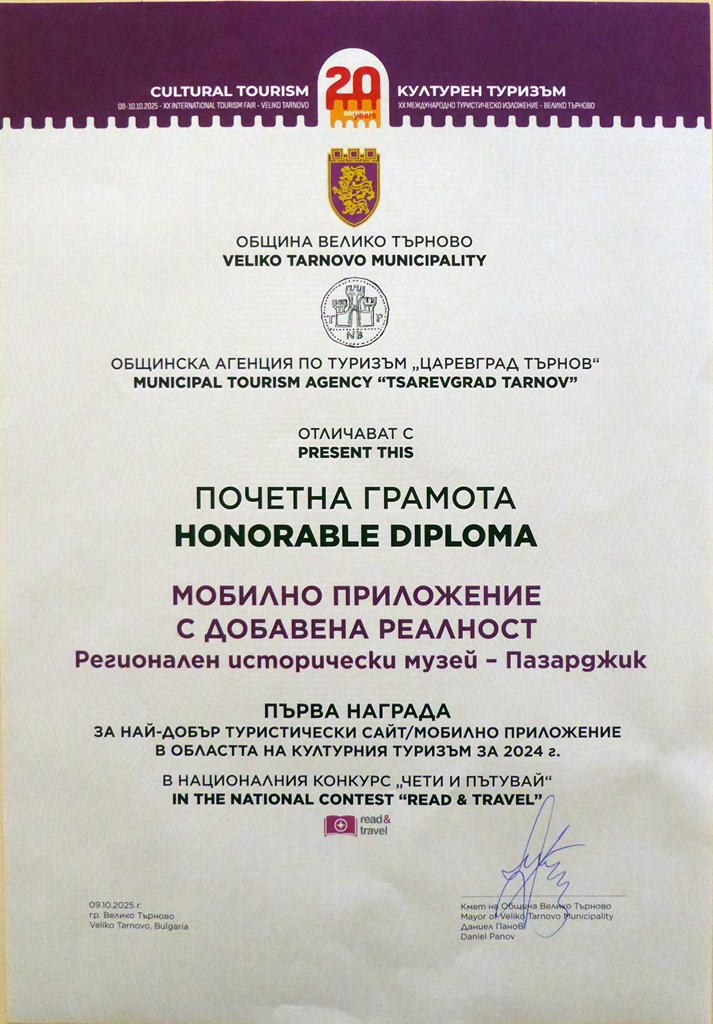 CULTURAL TOURISM
08-10.10.2025 - XX INTERNATIONAL TOURISM FAIR - VELIKO TARNOVO
20
години
years
КУЛТУРЕН ТУРИЗЪМ
XX МЕЖДУНАРОДНО ТУРИСТИЧЕСКО ИЗЛОЖЕНИЕ - ВЕЛИКО ТЪРНОВО
ОБЩИНА ВЕЛИКО ТЪРНОВО
VELIKO TARNOVO MUNICIPALITY
Т Р
NB
ОБЩИНСКА АГЕНЦИЯ ПО ТУРИЗЪМ „ЦАРЕВГРАД ТЪРНОВ“
MUNICIPAL TOURISM AGENCY “TSAREVGRAD TARNOV”
ОТЛИЧАВАТ С
PRESENT THIS
ПОЧЕТНА ГРАМОТА
HONORABLE DIPLOMA
МОБИЛНО ПРИЛОЖЕНИЕ
С ДОБАВЕНА РЕАЛНОСТ
Регионален исторически музей – Пазарджик
ПЪРВА НАГРАДА
ЗА НАЙ-ДОБЪР ТУРИСТИЧЕСКИ САЙТ/МОБИЛНО ПРИЛОЖЕНИЕ
В ОБЛАСТТА НА КУЛТУРНИЯ ТУРИЗЪМ ЗА 2024 г.
В НАЦИОНАЛНИЯ КОНКУРС „ЧЕТИ И ПЪТУВАЙ“
IN THE NATIONAL CONTEST “READ & TRAVEL”
read&
travel
09.10.2025 г.
гр. Велико Търново
Veliko Tarnovo, Bulgaria
Кмет на Община Велико Търново
Mayor of Veliko Tarnovo Municipality
Даниел Панов
Daniel Panov